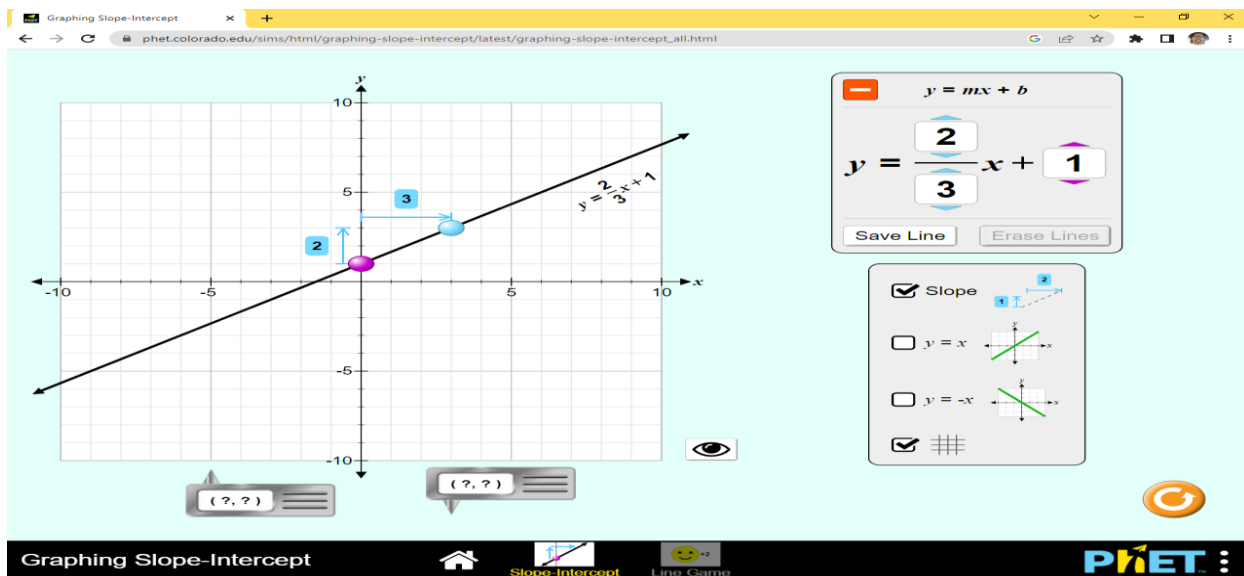 Graphing Slope-Intercept
phet.colorado.edu/sims/html/graphing-slope-intercept/latest/graphing-slope-intercept_all.html
y
10
5
-5
-10
-10
-5
5
10
x
3
2
y = 2/3 x + 1
y = mx + b
y = 2/3 x + 1
Save Line
Erase Lines
Slope
2
1
y = x
y
x
y = -x
y
x
( ?, ? )
( ?, ? )
Graphing Slope-Intercept
Slope-Intercept
+2
Line Game
PhET